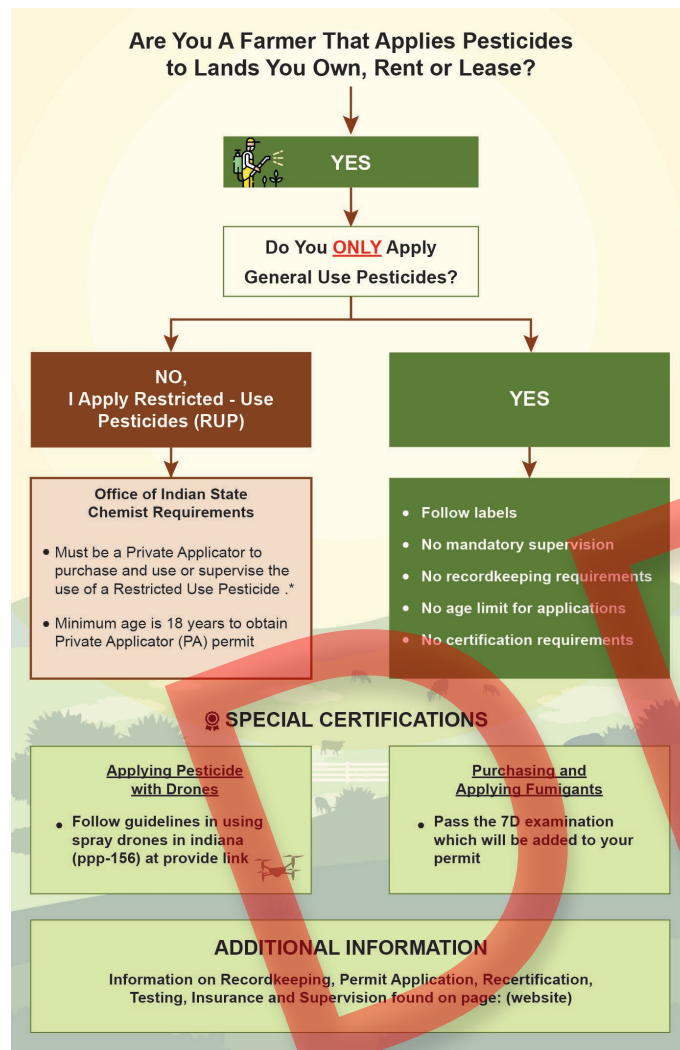 Are You A Farmer That Applies Pesticides
to Lands You Own, Rent or Lease?
YES
Do You ONLY Apply
General Use Pesticides?
NO,
I Apply Restricted - Use
Pesticides (RUP)
YES
Office of Indian State
Chemist Requirements
• Must be a Private Applicator to
purchase and use or supervise the
use of a Restricted Use Pesticide .*
• Minimum age is 18 years to obtain
Private Applicator (PA) permit
• Follow labels
• No mandatory supervision
• No recordkeeping requirements
• No age limit for applications
• No certification requirements
SPECIAL CERTIFICATIONS
Applying Pesticide
with Drones
• Follow guidelines in using
spray drones in indiana
(ppp-156) at provide link
Purchasing and
Applying Fumigants
• Pass the 7D examination
which will be added to your
permit
ADDITIONAL INFORMATION
Information on Recordkeeping, Permit Application, Recertification,
Testing, Insurance and Supervision found on page: (website)
D